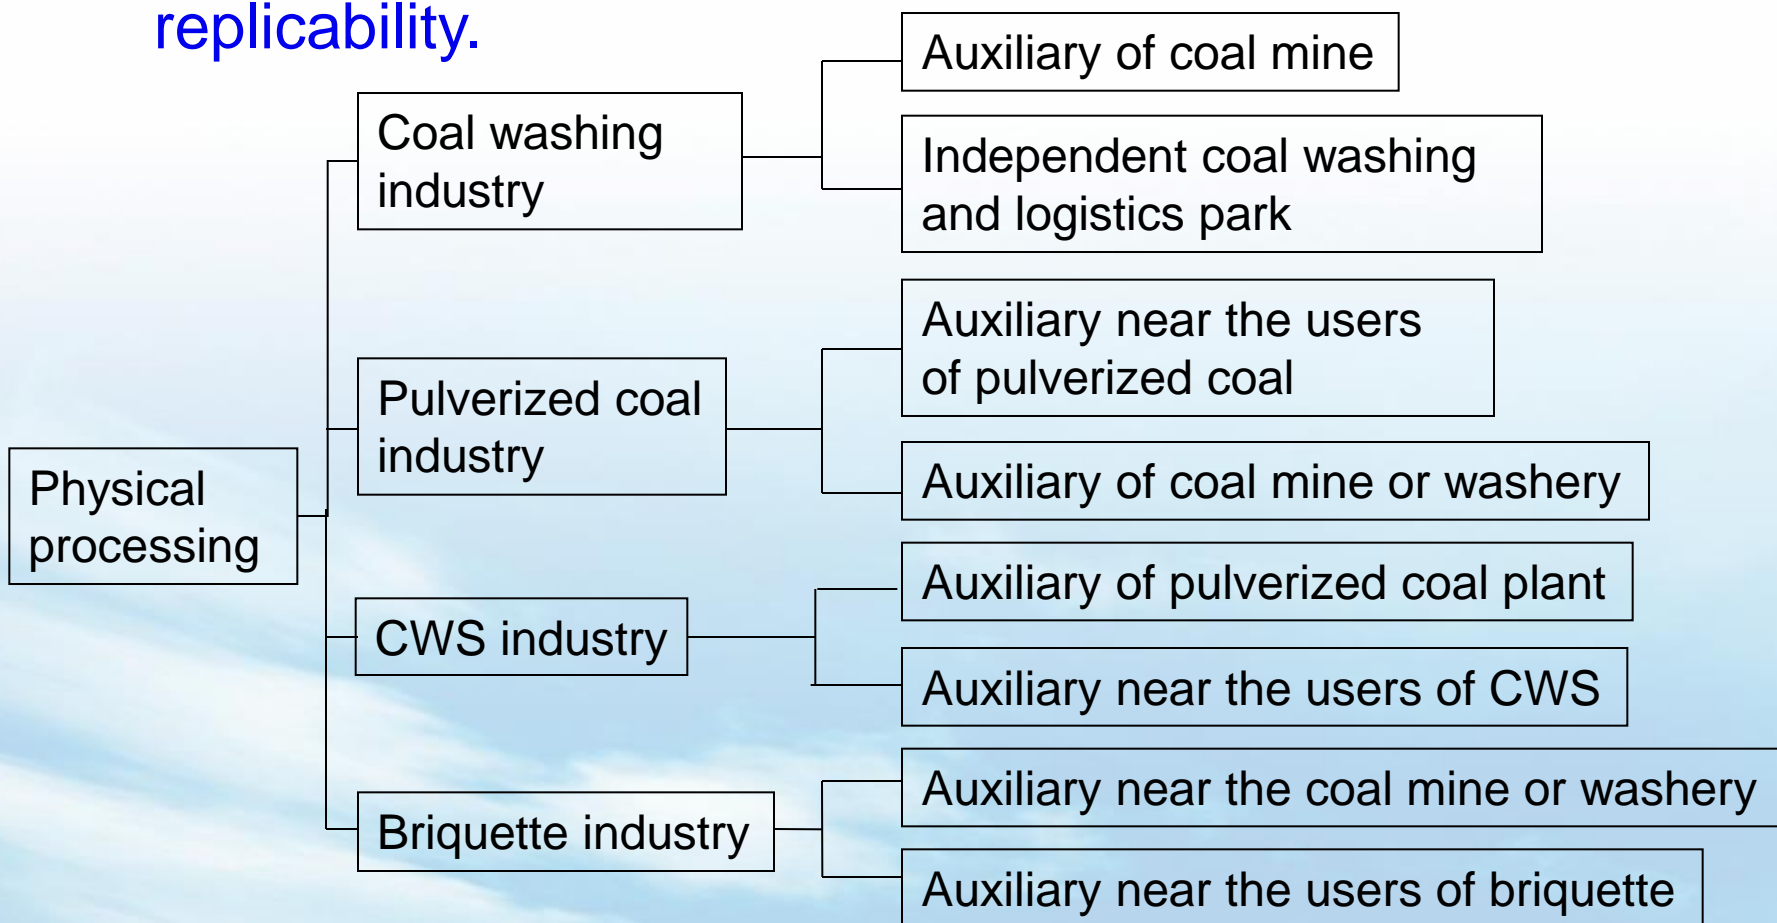 replicability.
Auxiliary of coal mine
Coal washing
industry
Independent coal washing
and logistics park
Auxiliary near the users
of pulverized coal
Pulverized coal
industry
Auxiliary of coal mine or washery
Physical
processing
Auxiliary of pulverized coal plant
CWS industry
Auxiliary near the users of CWS
Auxiliary near the coal mine or washery
Briquette industry
Auxiliary near the users of briquette